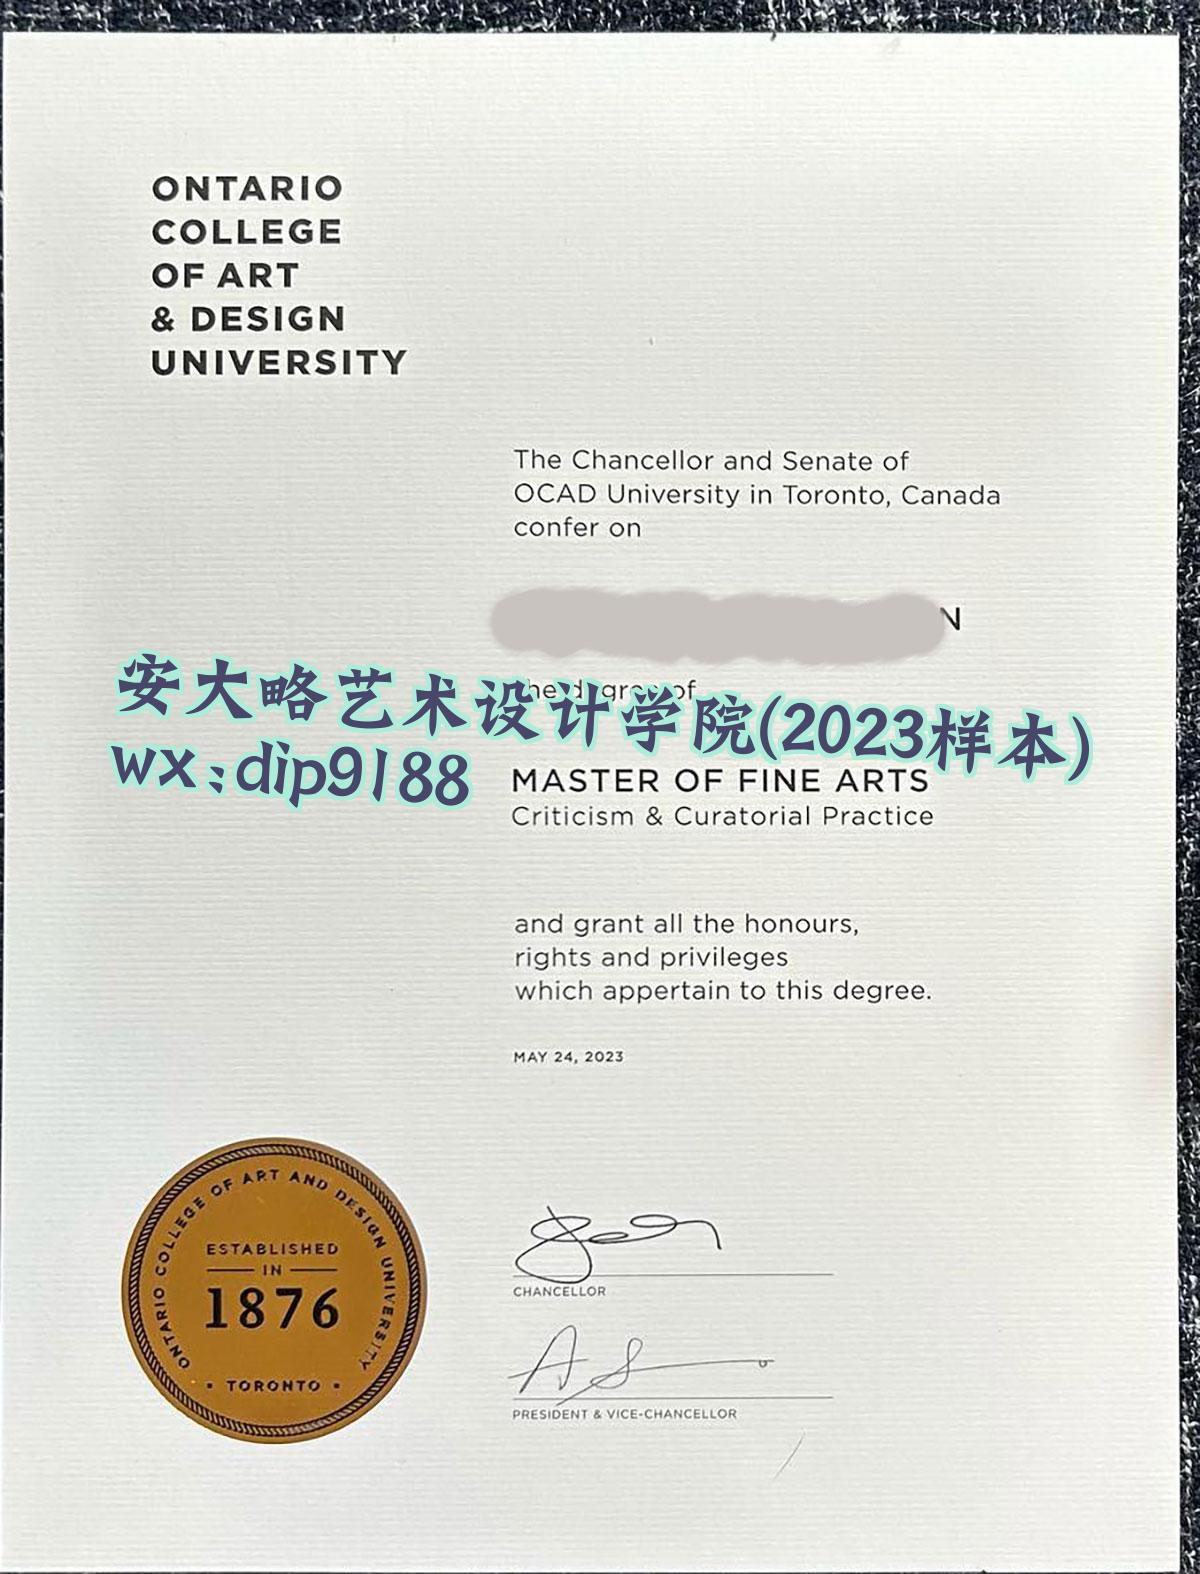 ONTARIO
COLLEGE
OF ART
& DESIGN
UNIVERSITY
The Chancellor and Senate of
OCAD University in Toronto, Canada
confer on
N
the degree of
安大略艺术设计学院(2023样本)
wx:dip9188
MASTER OF FINE ARTS
Criticism & Curatorial Practice
and grant all the honours,
rights and privileges
which appertain to this degree.
MAY 24, 2023
ONTARIO COLLEGE OF ART AND DESIGN UNIVERSITY
ESTABLISHED
IN
1876
• TORONTO •
CHANCELLOR
PRESIDENT & VICE-CHANCELLOR